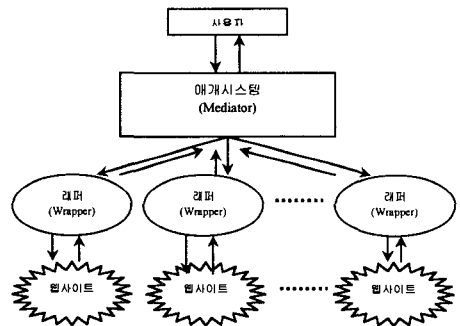 사용자
매개시스템
(Mediator)
래퍼
(Wrapper)
래퍼
(Wrapper)
래퍼
(Wrapper)
웹사이트
웹사이트
웹사이트